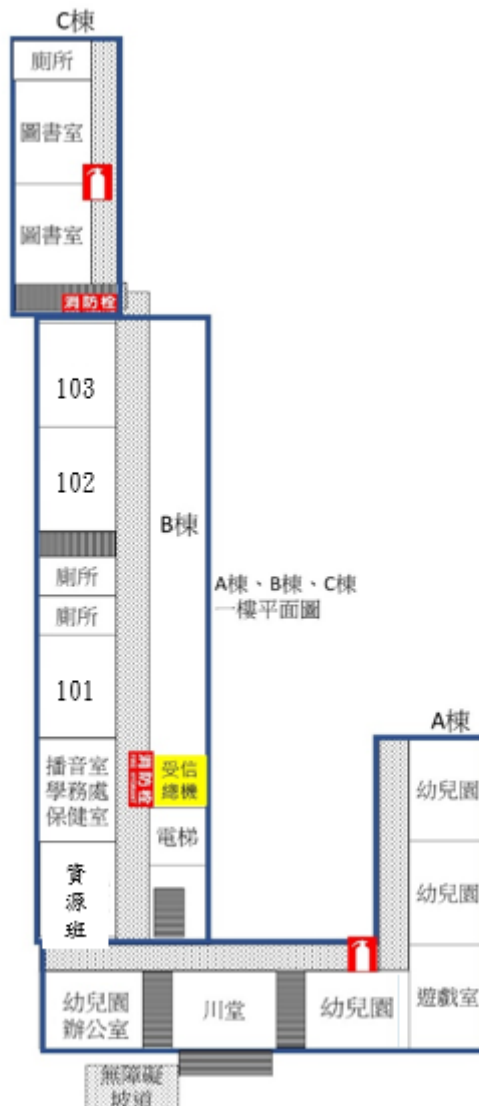 C棟
廁所
圖書室
圖書室
消防栓
103
102
B棟
廁所
A棟、B棟、C棟
一樓平面圖
廁所
101
A棟
播音室
學務處
保健室
消防栓
受信
總機
幼兒園
電梯
資
源
班
幼兒園
幼兒園
辦公室
川堂
幼兒園
遊戲室
無障礙
坡道